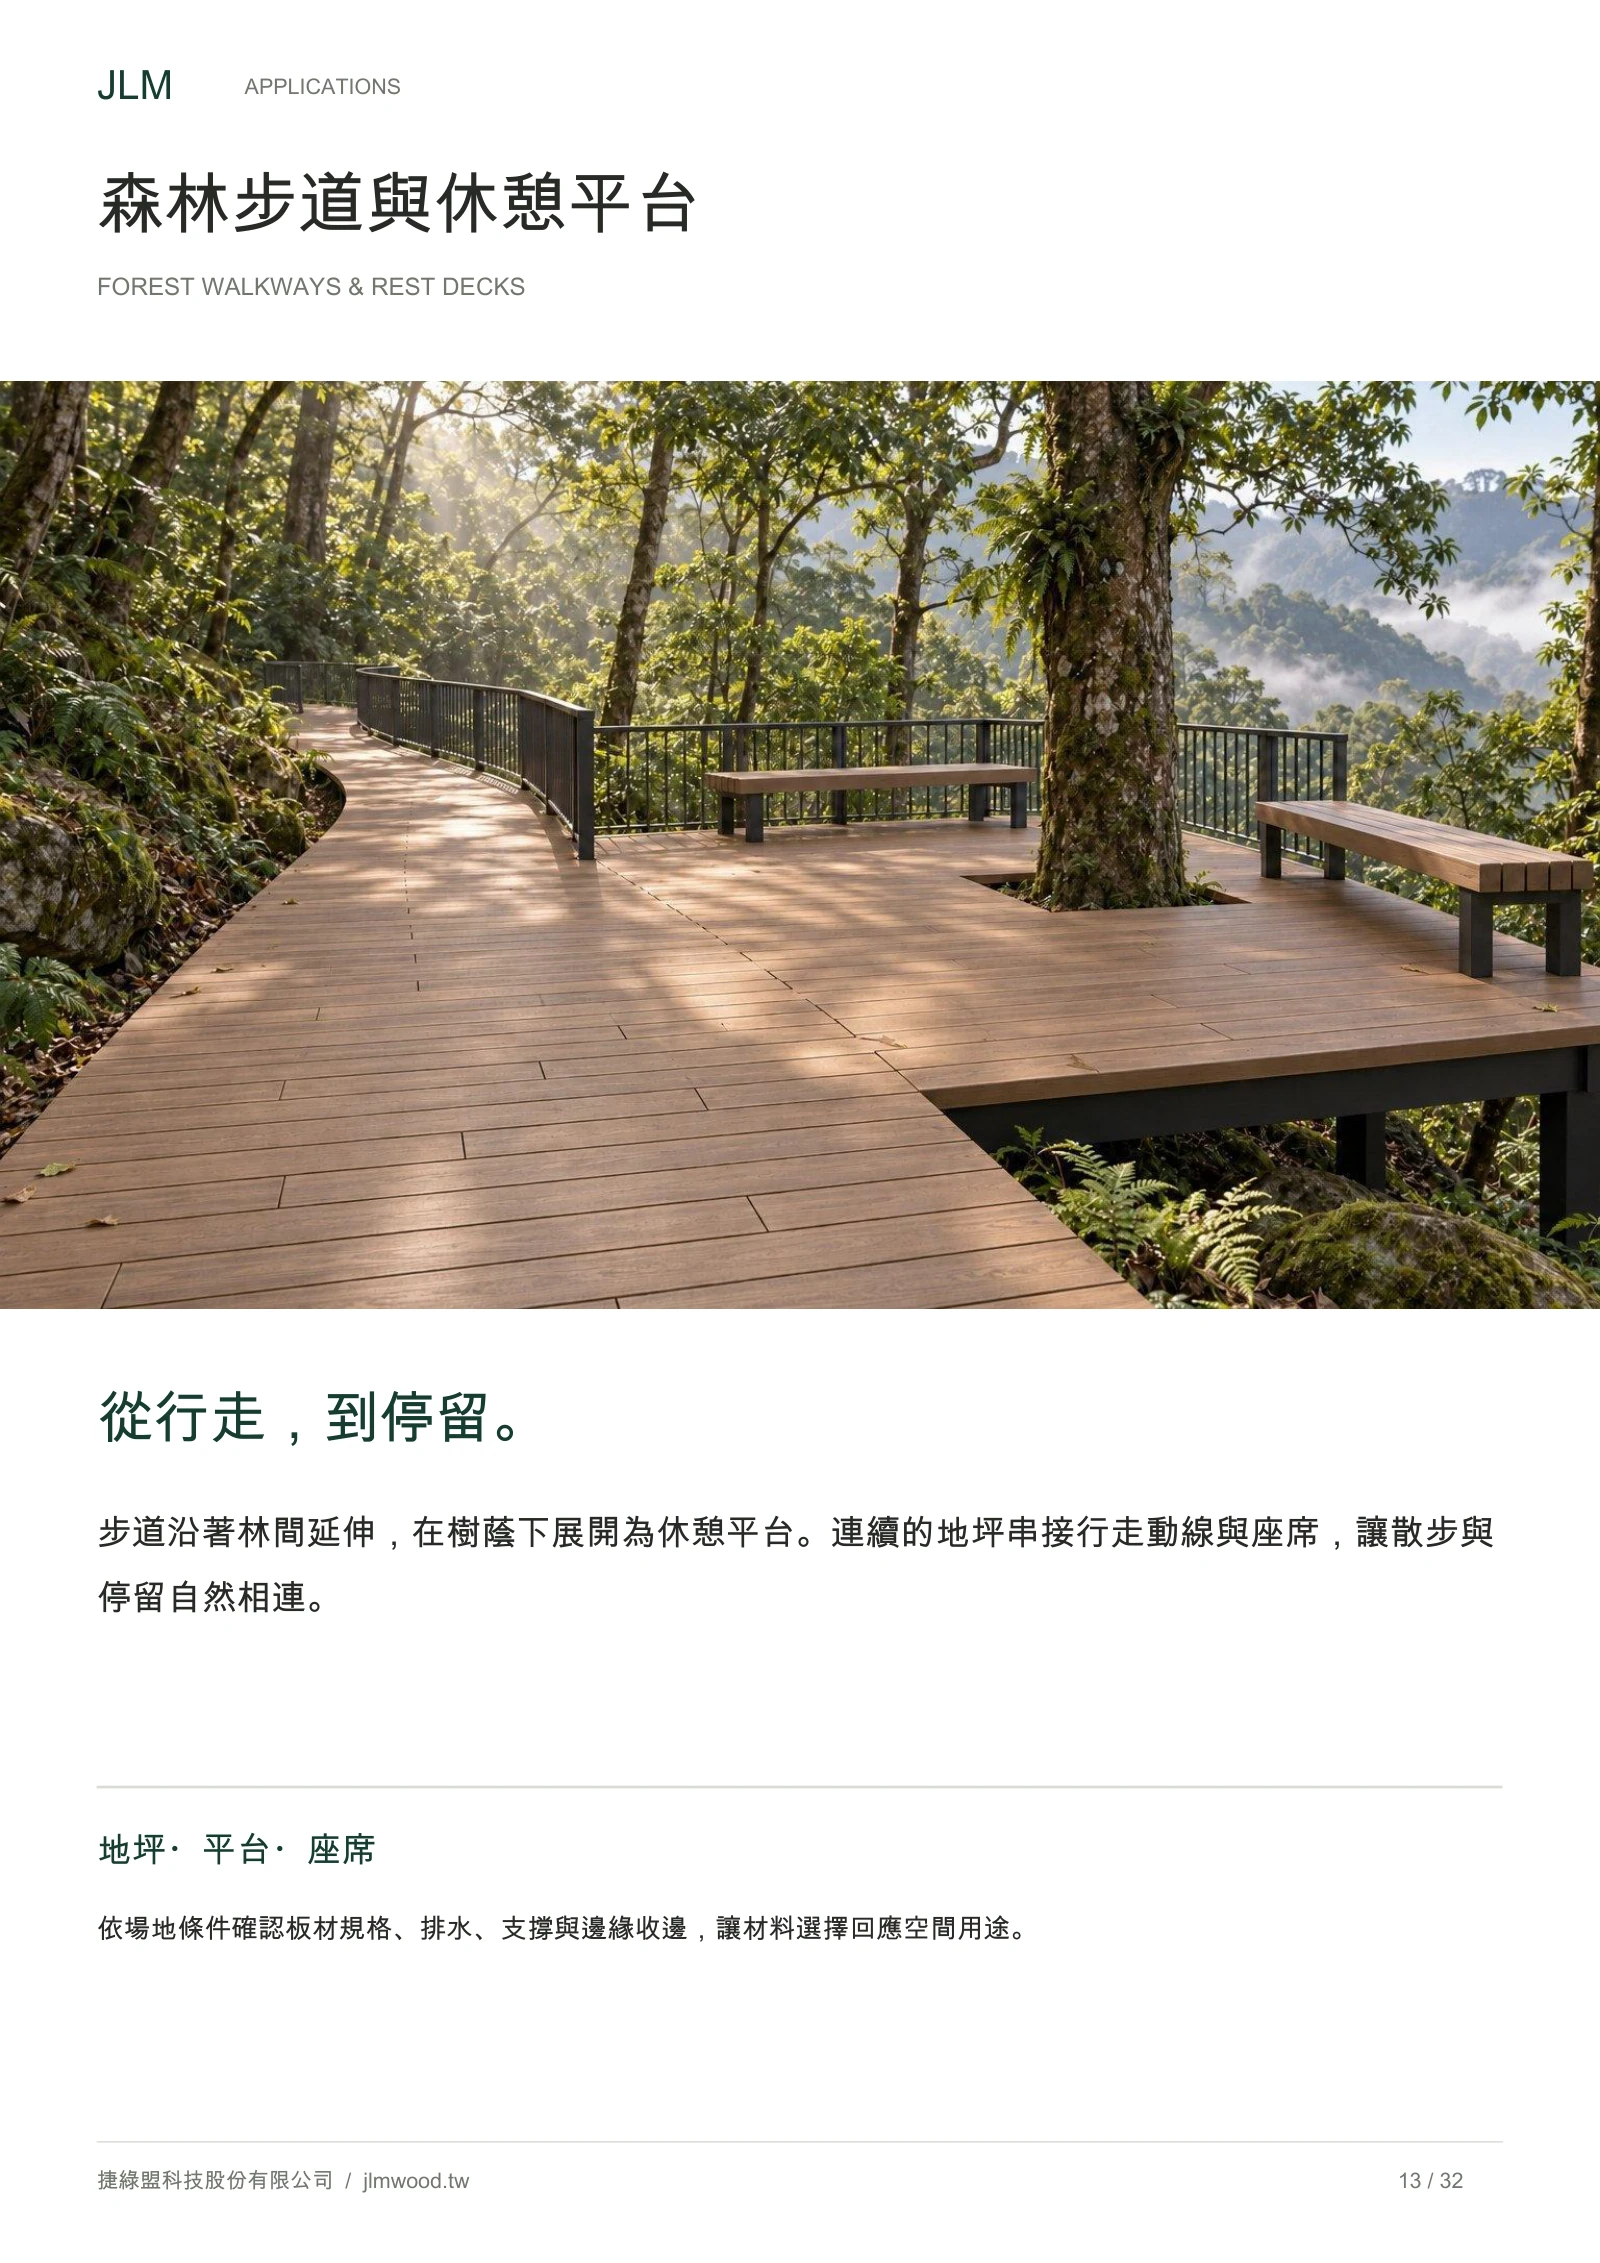 JLM APPLICATIONS
森林步道與休憩平台
FOREST WALKWAYS & REST DECKS
從行走，到停留。
步道沿著林間延伸，在樹蔭下展開為休憩平台。連續的地坪串接行走動線與座席，讓散步與
停留自然相連。
地坪· 平台· 座席
依場地條件確認板材規格、排水、支撐與邊緣收邊，讓材料選擇回應空間用途。
捷綠盟科技股份有限公司 / jlmwood.tw
13 / 32